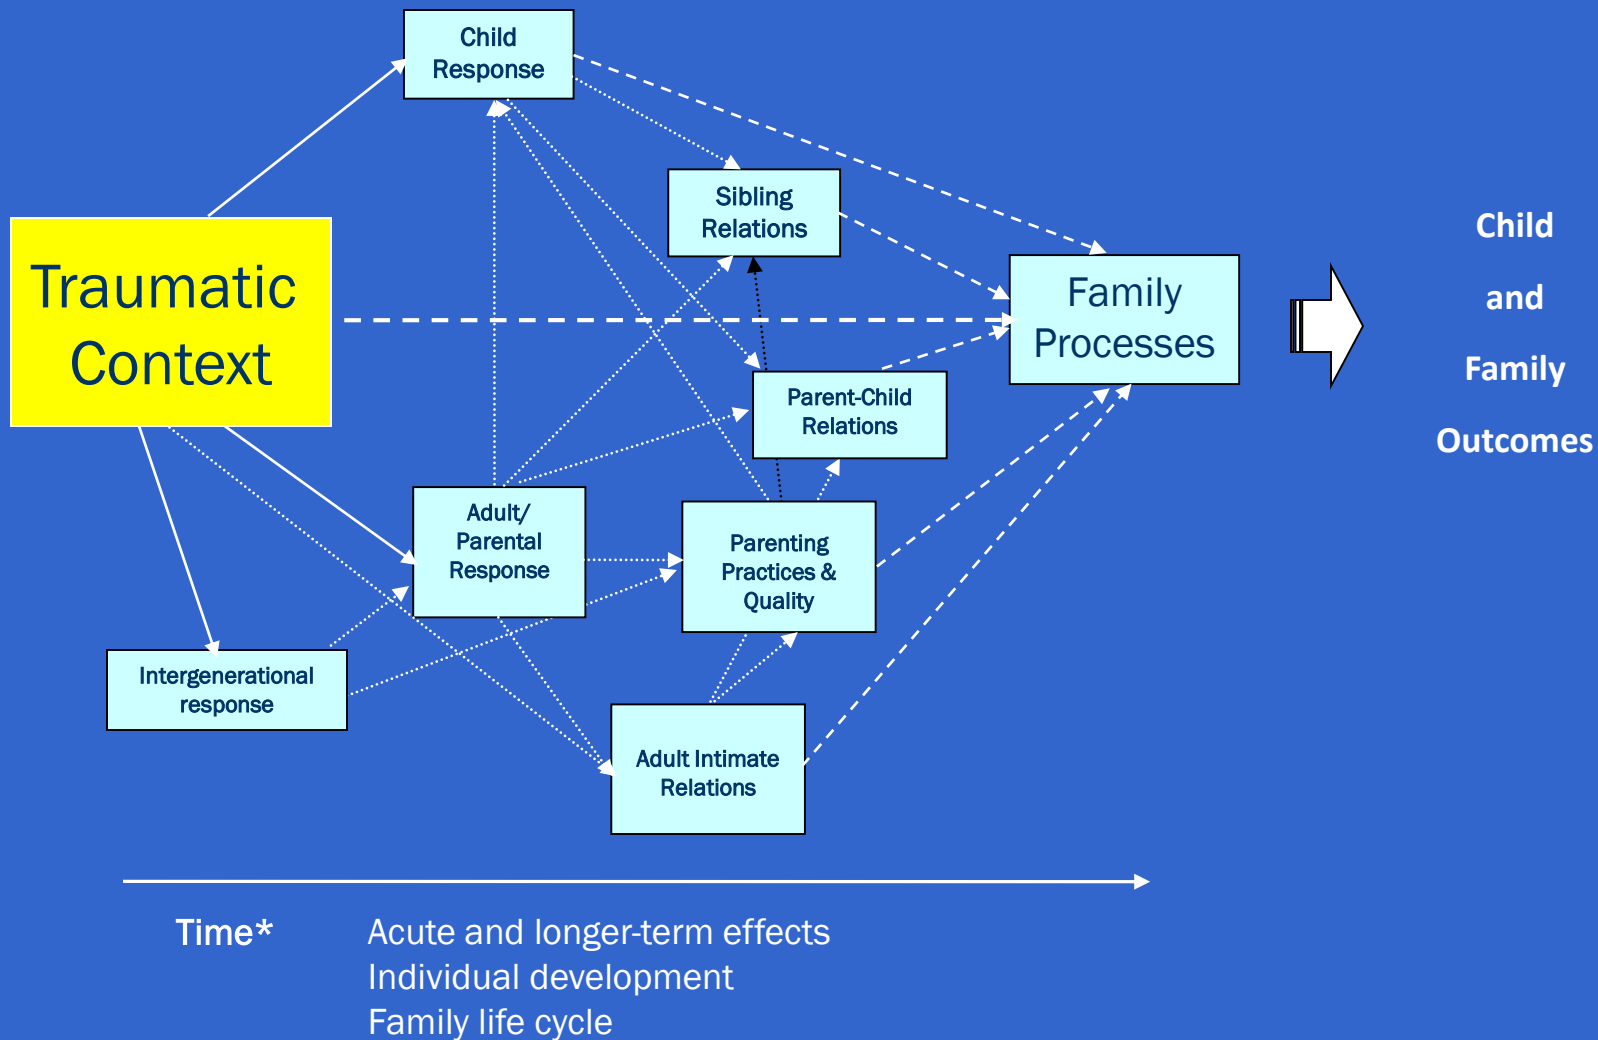 Child
Response
Sibling
Relations
Traumatic
Context
Family
Processes
Child
and
Family
Outcomes
Parent-Child
Relations
Adult/
Parental
Response
Parenting
Practices &
Quality
Intergenerational
response
Adult Intimate
Relations
Time*
Acute and longer-term effects
Individual development
Family life cycle